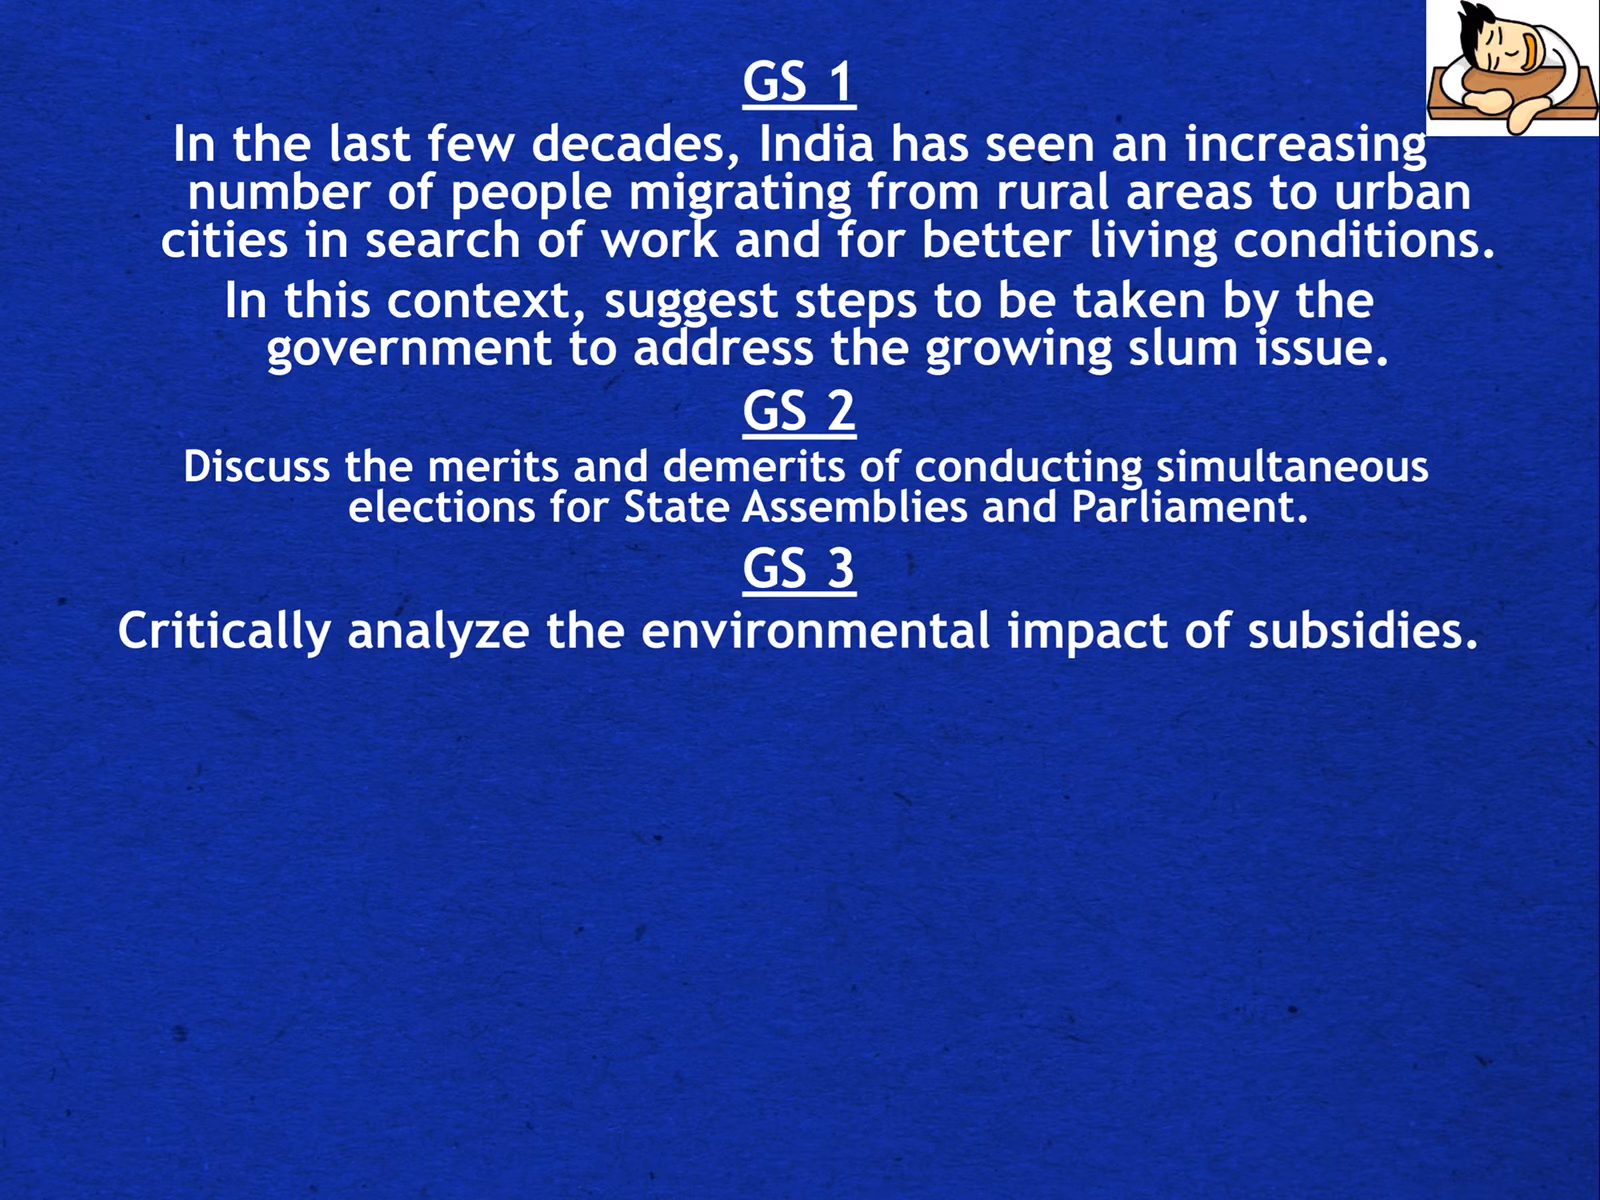 GS 1
In the last few decades, India has seen an increasing
number of people migrating from rural areas to urban
cities in search of work and for better living conditions.
In this context, suggest steps to be taken by the
government to address the growing slum issue.
GS 2
Discuss the merits and demerits of conducting simultaneous
elections for State Assemblies and Parliament.
GS 3
Critically analyze the environmental impact of subsidies.